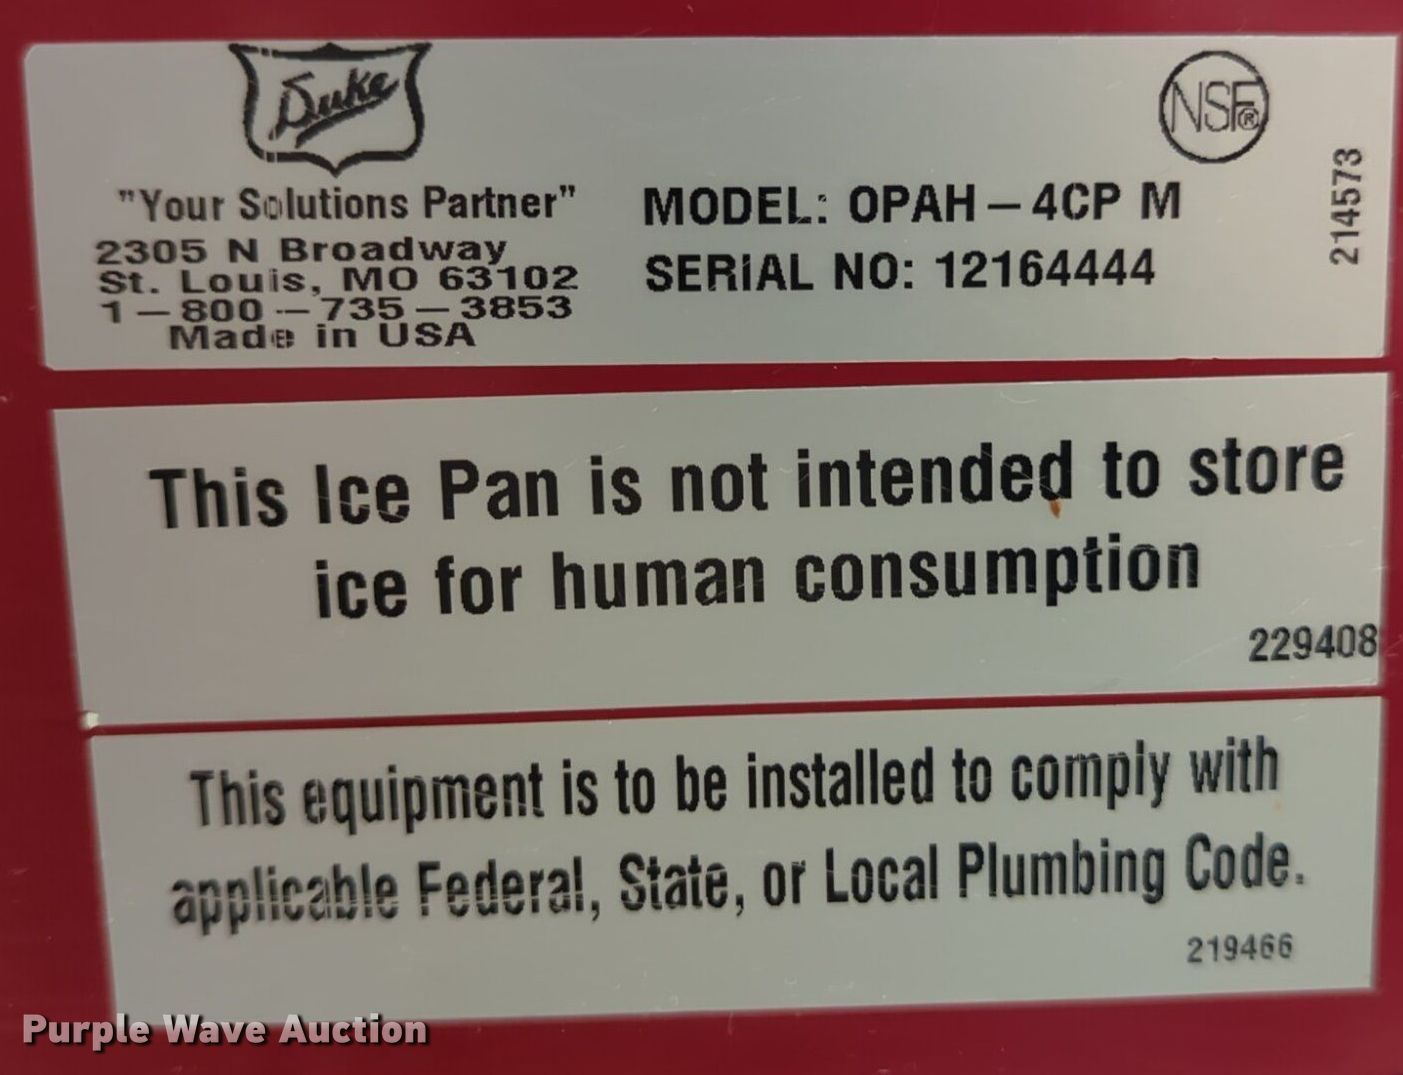 Duke
NSF®
"Your Solutions Partner"
2305 N Broadway
St. Louis, MO 63102
1-800-735-3853
Made in USA
MODEL: OPAH-4CP M
SERIAL NO: 12164444
214573
This Ice Pan is not intended to store
ice for human consumption
229408
This equipment is to be installed to comply with
applicable Federal, State, or Local Plumbing Code.
219466
Purple Wave Auction